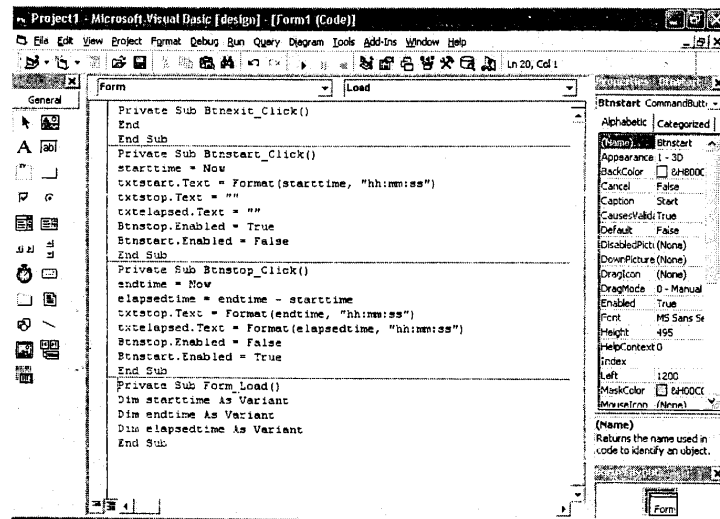 Project1 - Microsoft Visual Basic [design] - [Form1 (Code)]
File Edit View Project Format Debug Run Query Diagram Tools Add-Ins Window Help
Ln 20, Col 1
General
Form
Load
Private Sub Btnexit_Click()
End
End Sub
Private Sub Btnstart_Click()
starttime = Now
txtstart.Text = Format(starttime, "hh:mm:ss")
txtstop.Text = ""
txtelapsed.Text = ""
Btnstop.Enabled = True
Btnstart.Enabled = False
End Sub
Private Sub Btnstop_Click()
endtime = Now
elapsedtime = endtime - starttime
txtstop.Text = Format(endtime, "hh:mm:ss")
txtelapsed.Text = Format(elapsedtime, "hh:mm:ss")
Btnstop.Enabled = False
Btnstart.Enabled = True
End Sub
Private Sub Form_Load()
Dim starttime As Variant
Dim endtime As Variant
Dim elapsedtime As Variant
End Sub
Btnstart CommandButt
Alphabetic Categorized
(Name) Btnstart
Appearance 1 - 3D
BackColor &H800C
Cancel False
Caption Start
CausesValida True
Default False
DisabledPict (None)
DownPicture (None)
DragIcon (None)
DragMode 0 - Manual
Enabled True
Font MS Sans Se
Height 495
HelpContext 0
Index
Left 1200
MaskColor &H00C
MouseIcon (None)
(Name)
Returns the name used in
code to identify an object.
Form